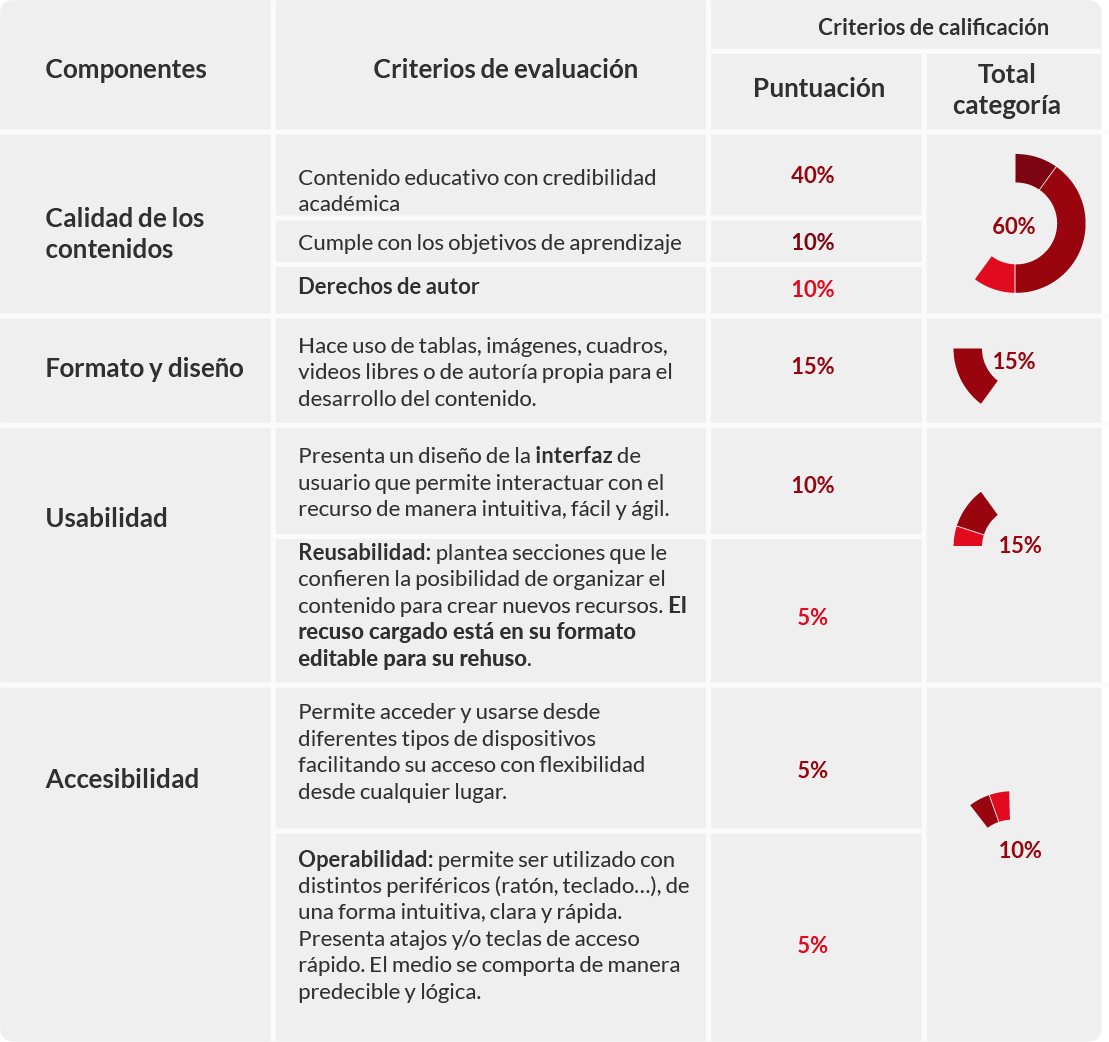 Componentes
Criterios de evaluación
Criterios de calificación
Puntuación
Total
categoría
Calidad de los
contenidos
Contenido educativo con credibilidad
académica
40%
Cumple con los objetivos de aprendizaje
10%
Derechos de autor
10%
60%
Formato y diseño
Hace uso de tablas, imágenes, cuadros,
videos libres o de autoría propia para el
desarrollo del contenido.
15%
15%
Usabilidad
Presenta un diseño de la interfaz de
usuario que permite interactuar con el
recurso de manera intuitiva, fácil y ágil.
10%
Reusabilidad: plantea secciones que le
confieren la posibilidad de organizar el
contenido para crear nuevos recursos. El
recuso cargado está en su formato
editable para su rehuso.
5%
15%
Accesibilidad
Permite acceder y usarse desde
diferentes tipos de dispositivos
facilitando su acceso con flexibilidad
desde cualquier lugar.
5%
Operabilidad: permite ser utilizado con
distintos periféricos (ratón, teclado...), de
una forma intuitiva, clara y rápida.
Presenta atajos y/o teclas de acceso
rápido. El medio se comporta de manera
predecible y lógica.
5%
10%